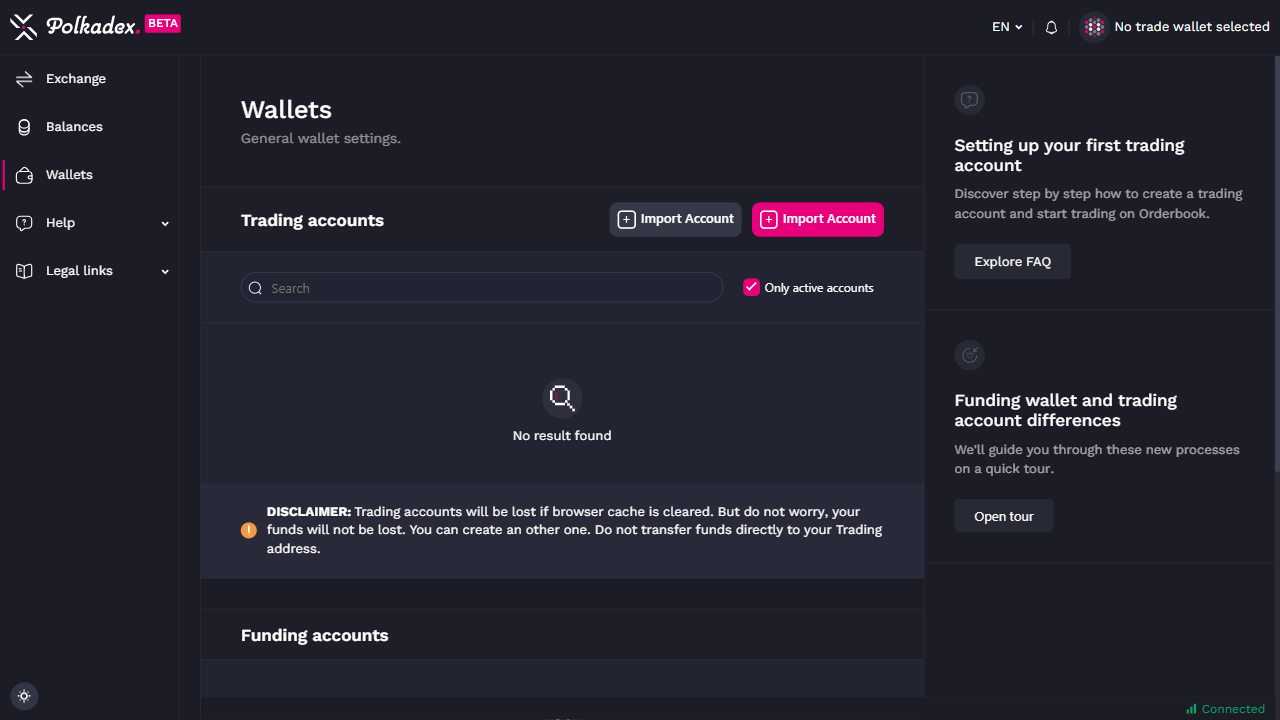 Polkadex. BETA
EN
No trade wallet selected
Exchange
Balances
Wallets
Help
Legal links
Wallets
General wallet settings.
Trading accounts
Import Account
Import Account
Search
Only active accounts
No result found
DISCLAIMER: Trading accounts will be lost if browser cache is cleared. But do not worry, your
funds will not be lost. You can create an other one. Do not transfer funds directly to your Trading
address.
Funding accounts
Setting up your first trading
account
Discover step by step how to create a trading
account and start trading on Orderbook.
Explore FAQ
Funding wallet and trading
account differences
We'll guide you through these new processes
on a quick tour.
Open tour
Connected